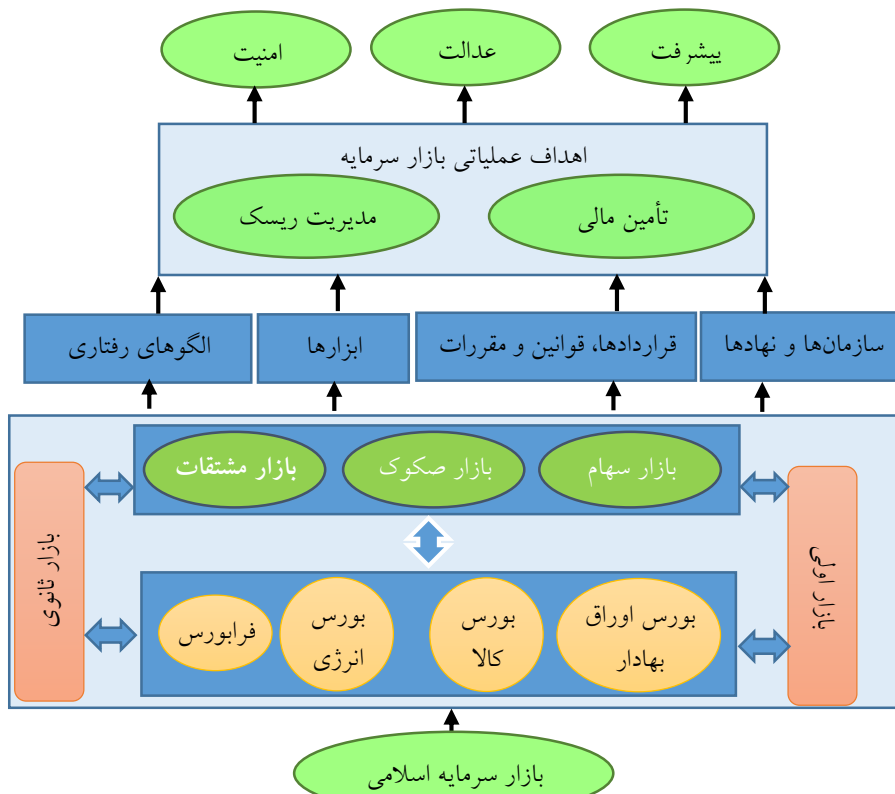 پیشرفت
عدالت
امنیت
اهداف عملیاتی بازار سرمایه
تأمین مالی
مدیریت ریسک
سازمان‌ها و نهادها
قراردادها، قوانین و مقررات
ابزارها
الگوهای رفتاری
بازار سهام
بازار صکوک
بازار مشتقات
بازار اولی
بازار ثانوی
بورس اوراق
بهادار
بورس
کالا
بورس
انرژی
فرابورس
بازار سرمایه اسلامی